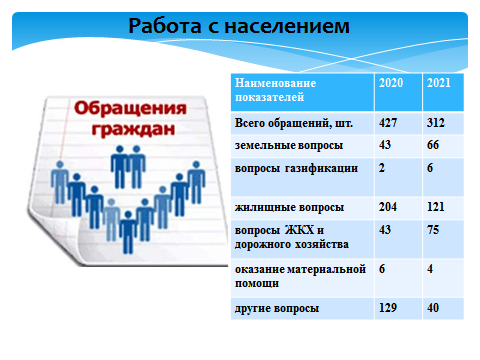 Работа с населением
Обращения
граждан
Наименование показателей 2020 2021
Всего обращений, шт. 427 312
земельные вопросы 43 66
вопросы газификации 2 6
жилищные вопросы 204 121
вопросы ЖКХ и дорожного хозяйства 43 75
оказание материальной помощи 6 4
другие вопросы 129 40